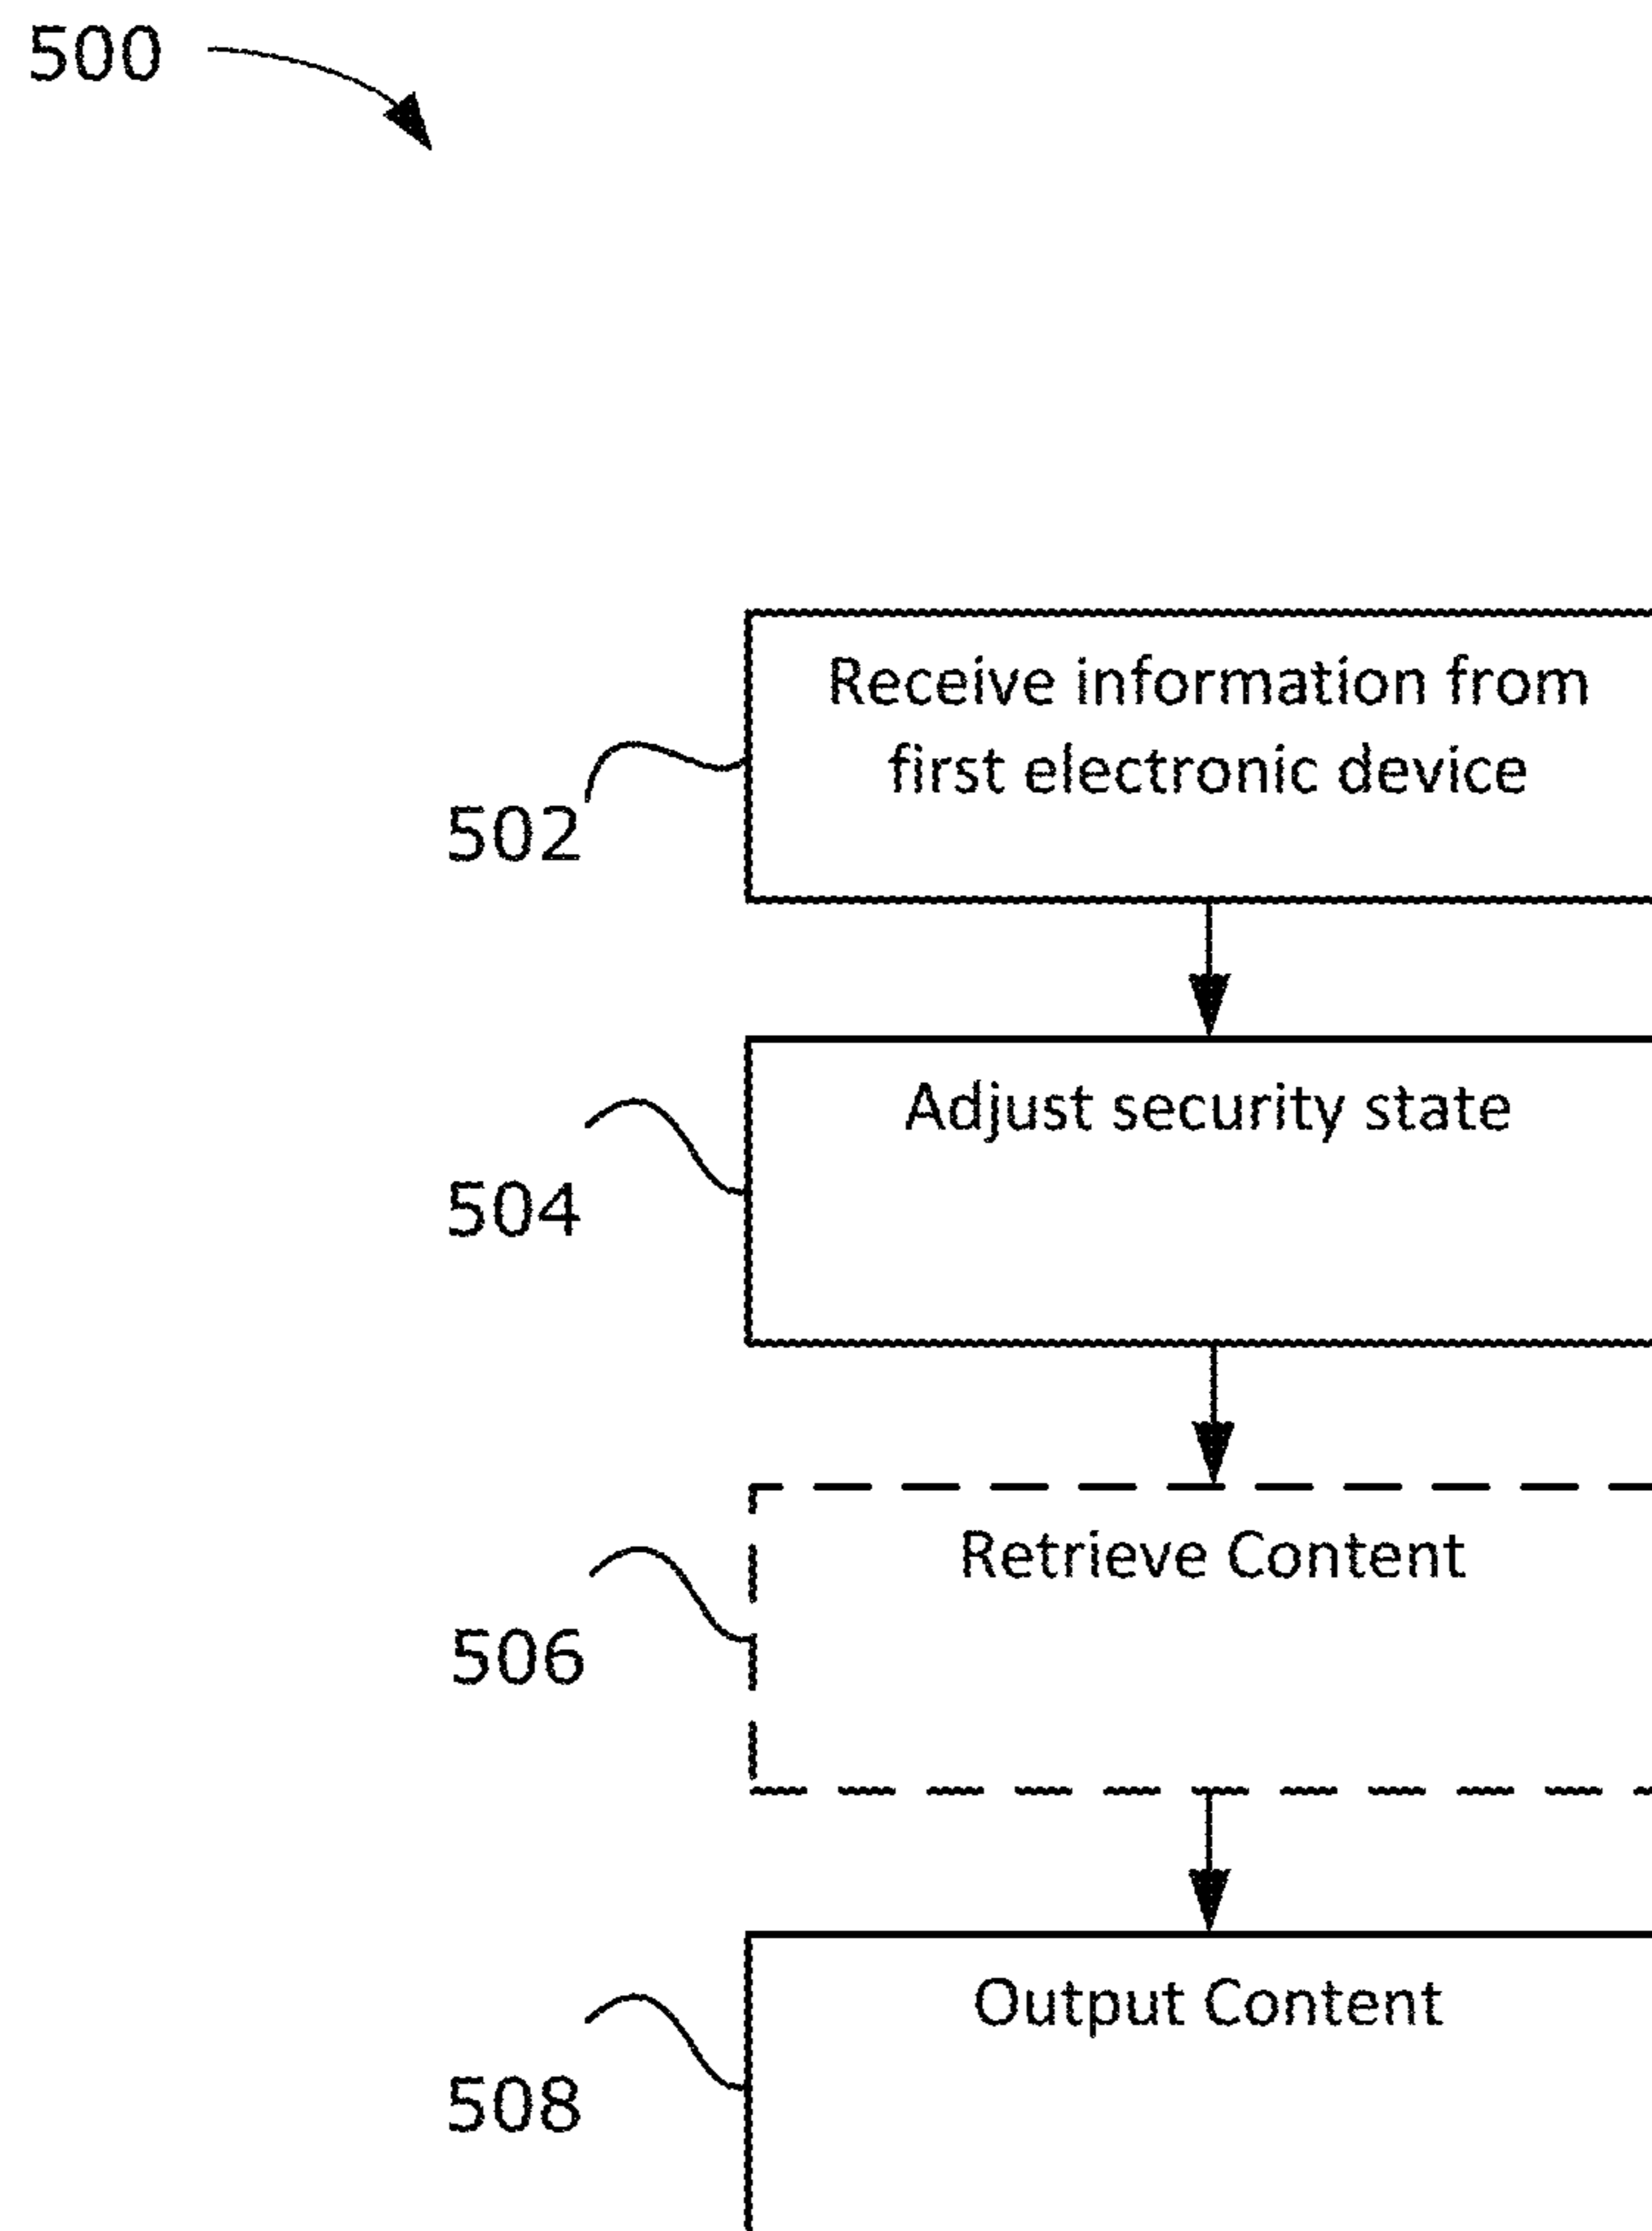 500
Receive information from
first electronic device
502
Adjust security state
504
Retrieve Content
506
Output Content
508